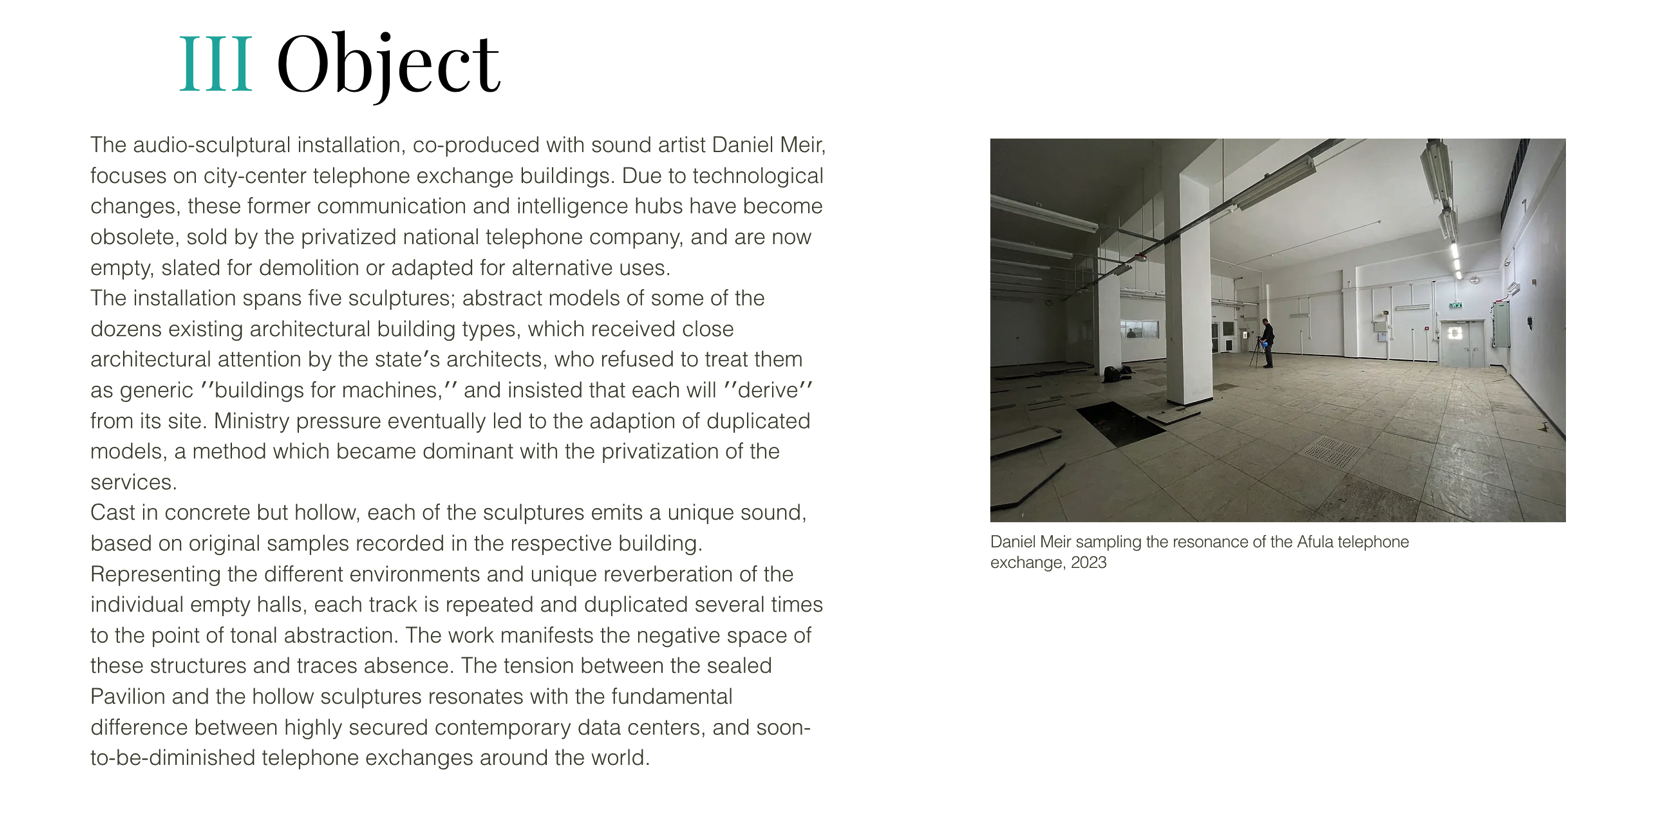 III Object
The audio-sculptural installation, co-produced with sound artist Daniel Meir,
focuses on city-center telephone exchange buildings. Due to technological
changes, these former communication and intelligence hubs have become
obsolete, sold by the privatized national telephone company, and are now
empty, slated for demolition or adapted for alternative uses.
The installation spans five sculptures; abstract models of some of the
dozens existing architectural building types, which received close
architectural attention by the state′s architects, who refused to treat them
as generic ′′buildings for machines,′′ and insisted that each will ′′derive′′
from its site. Ministry pressure eventually led to the adaption of duplicated
models, a method which became dominant with the privatization of the
services.
Cast in concrete but hollow, each of the sculptures emits a unique sound,
based on original samples recorded in the respective building.
Representing the different environments and unique reverberation of the
individual empty halls, each track is repeated and duplicated several times
to the point of tonal abstraction. The work manifests the negative space of
these structures and traces absence. The tension between the sealed
Pavilion and the hollow sculptures resonates with the fundamental
difference between highly secured contemporary data centers, and soon-
to-be-diminished telephone exchanges around the world.
Daniel Meir sampling the resonance of the Afula telephone
exchange, 2023